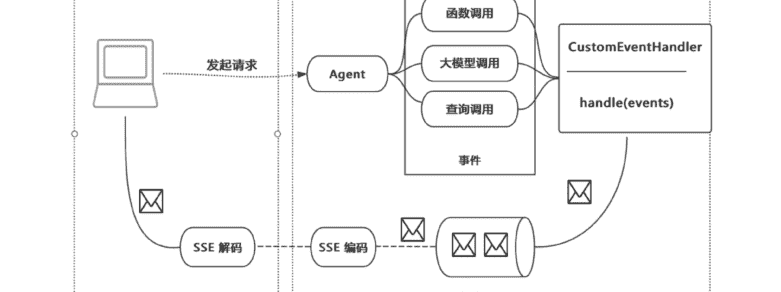 函数调用
CustomEventHandler
发起请求
Agent
大模型调用
handle(events)
查询调用
事件
SSE 解码
SSE 编码